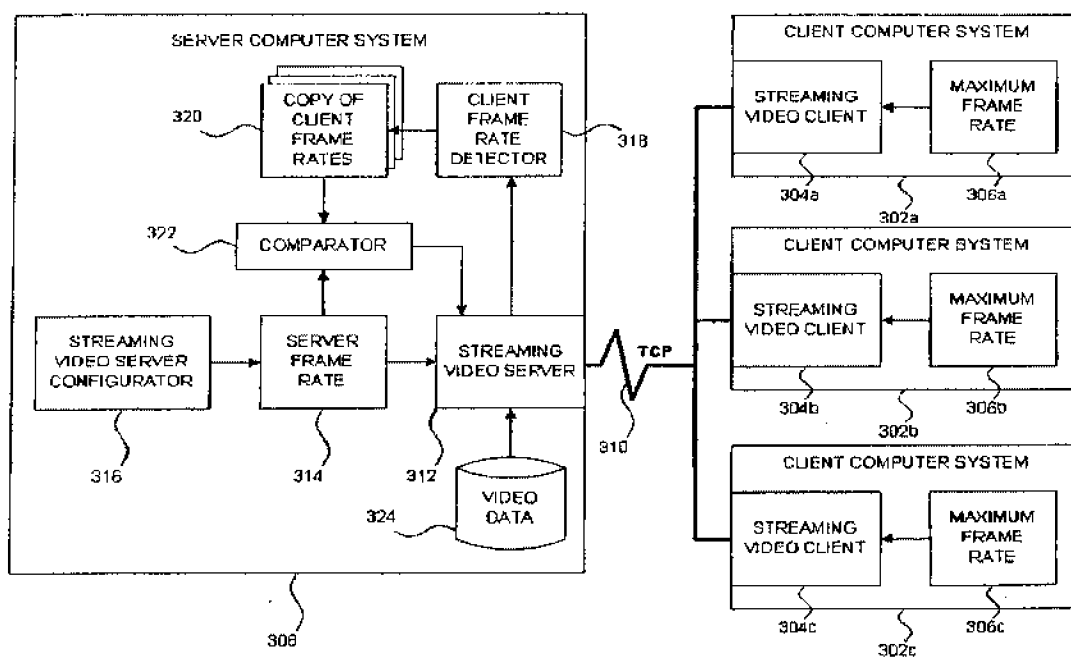 SERVER COMPUTER SYSTEM
COPY OF
CLIENT
FRAME
RATES
320
CLIENT
FRAME
RATE
DETECTOR
318
322
COMPARATOR
STREAMING
VIDEO SERVER
CONFIGURATOR
SERVER
FRAME
RATE
STREAMING
VIDEO SERVER
316
314
312
VIDEO
DATA
324
308
TCP
310
CLIENT COMPUTER SYSTEM
STREAMING
VIDEO CLIENT
MAXIMUM
FRAME
RATE
304a
306a
302a
CLIENT COMPUTER SYSTEM
STREAMING
VIDEO CLIENT
MAXIMUM
FRAME
RATE
304b
306b
302b
CLIENT COMPUTER SYSTEM
STREAMING
VIDEO CLIENT
MAXIMUM
FRAME
RATE
304c
306c
302c